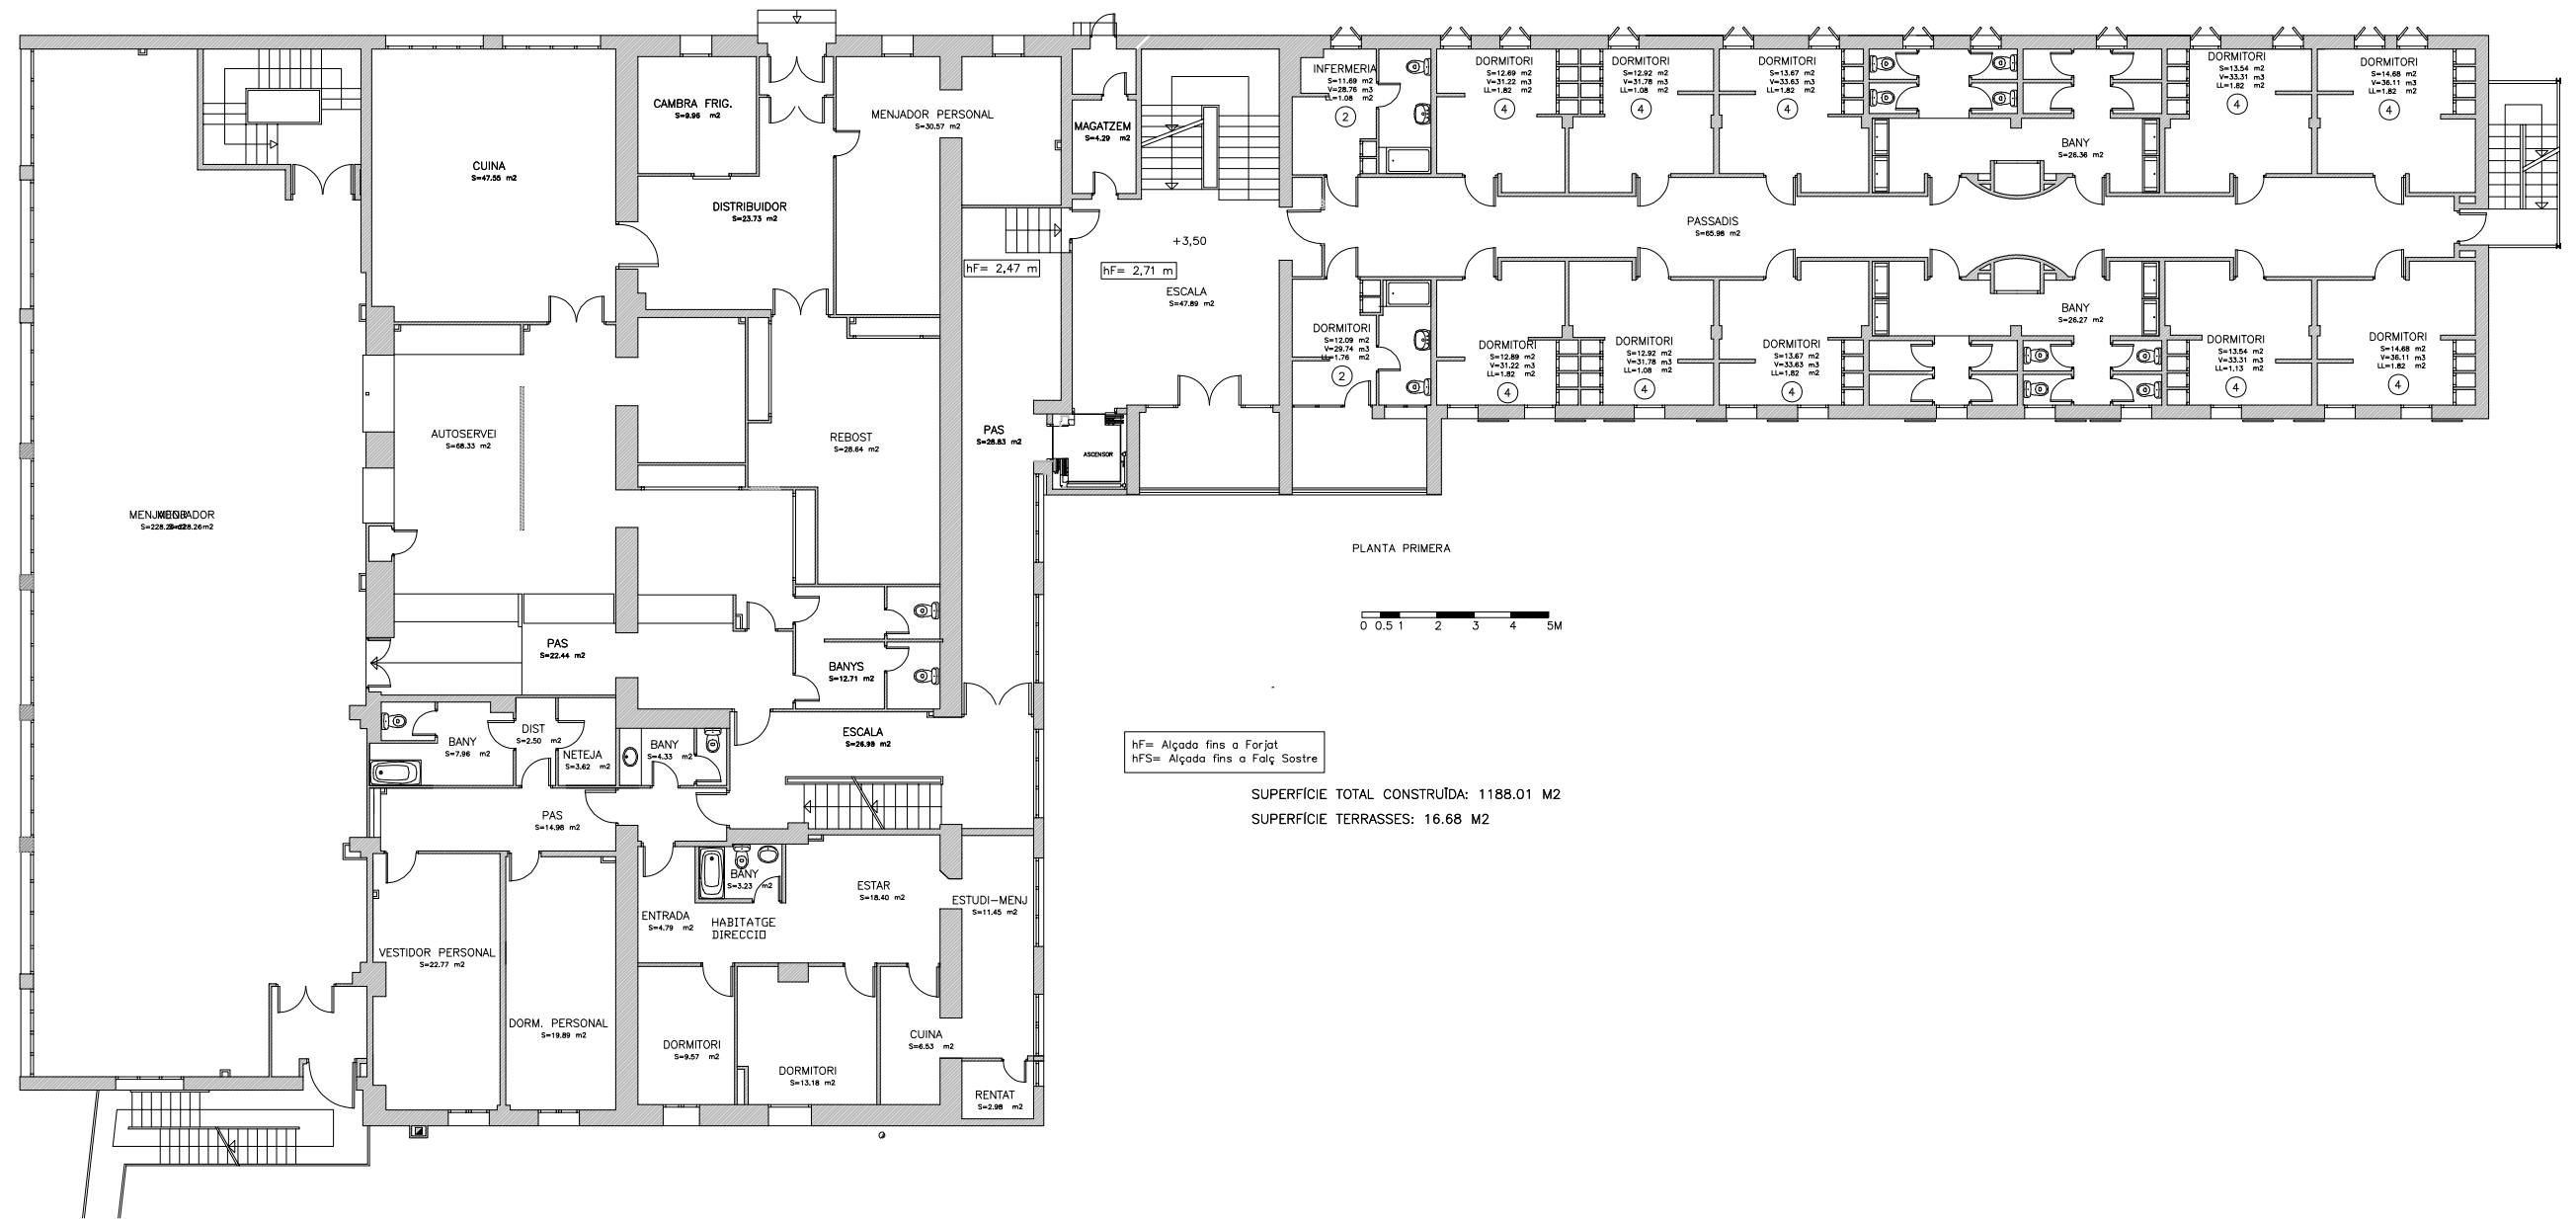 CAMBRA FRIG.
S=9.96 m2
MENJADOR PERSONAL
S=30.57 m2
CUINA
S=47.55 m2
DISTRIBUIDOR
S=23.73 m2
MAGATZEM
S=4.29 m2
INFERMERIA
S=11.69 m2
V=28.76 m3
LL=1.08 m2
2
DORMITORI
S=12.69 m2
V=31.22 m3
LL=1.82 m2
4
DORMITORI
S=12.92 m2
V=31.78 m3
LL=1.08 m2
4
DORMITORI
S=13.67 m2
V=33.63 m3
LL=1.82 m2
4
BANY
S=26.36 m2
DORMITORI
S=13.54 m2
V=33.31 m3
LL=1.82 m2
4
DORMITORI
S=14.68 m2
V=36.11 m3
LL=1.82 m2
4
PASSADIS
S=65.98 m2
+3,50
hF= 2,47 m
hF= 2,71 m
ESCALA
S=47.89 m2
DORMITORI
S=12.09 m2
V=29.74 m3
LL=1.76 m2
2
DORMITORI
S=12.89 m2
V=31.22 m3
LL=1.82 m2
4
DORMITORI
S=12.92 m2
V=31.78 m3
LL=1.08 m2
4
DORMITORI
S=13.67 m2
V=33.63 m3
LL=1.82 m2
4
BANY
S=26.27 m2
DORMITORI
S=13.54 m2
V=33.31 m3
LL=1.13 m2
4
DORMITORI
S=14.68 m2
V=36.11 m3
LL=1.82 m2
4
AUTOSERVEI
S=68.33 m2
REBOST
S=28.64 m2
PAS
S=28.83 m2
ASCENSOR
MENJADOR
S=228.26m2
PLANTA PRIMERA
0 0.5 1 2 3 4 5M
PAS
S=22.44 m2
BANYS
S=12.71 m2
BANY
S=7.96 m2
DIST
S=2.50 m2
NETEJA
S=3.62 m2
BANY
S=4.33 m2
ESCALA
S=26.99 m2
hF= Alçada fins a Forjat
hFS= Alçada fins a Falç Sostre
SUPERFÍCIE TOTAL CONSTRUÏDA: 1188.01 M2
SUPERFÍCIE TERRASSES: 16.68 M2
PAS
S=14.98 m2
BANY
S=3.23 m2
ESTAR
S=18.40 m2
ESTUDI-MENJ
S=11.45 m2
ENTRADA
S=4.79 m2
HABITATGE
DIRECCIO
VESTIDOR PERSONAL
S=22.77 m2
DORM. PERSONAL
S=19.89 m2
DORMITORI
S=9.57 m2
DORMITORI
S=13.18 m2
CUINA
S=6.53 m2
RENTAT
S=2.98 m2